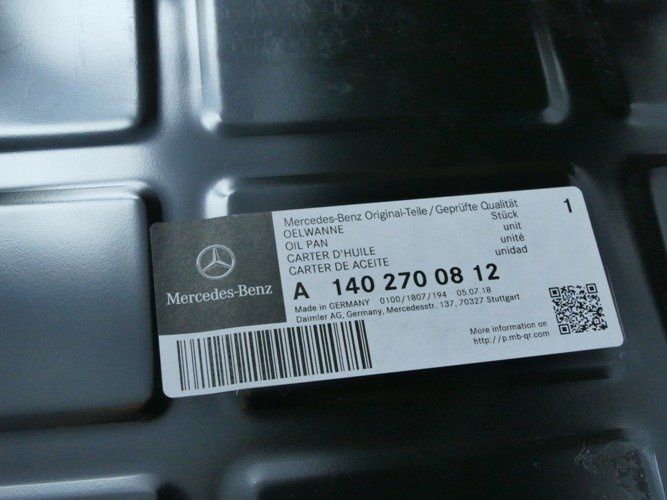 Mercedes-Benz Original-Teile/Geprüfte Qualität
OELWANNE Stück 1
OIL PAN unit
CARTER D'HUILE unité
CARTER DE ACEITE unidad
Mercedes-Benz
A 140 270 08 12
Made in GERMANY 0100/1807/194 05.07.18
Daimler AG, Germany, Mercedesstr. 137, 70327 Stuttgart
More information on
http://p.mb-qr.com